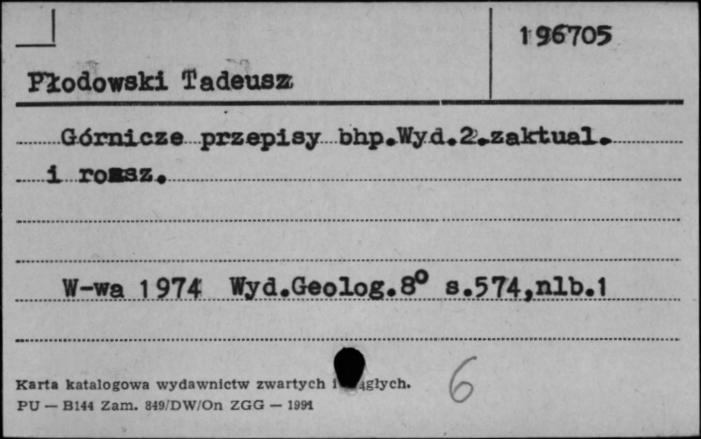 196705
Płodowski Tadeusz
Górnicze przepisy bhp.Wyd.2.zaktual.
i rozsz.
W-wa 1974 Wyd.Geolog.8° s.574,nlb.1
Karta katalogowa wydawnictw zwartych i
6
PU — B144 Zam. 849/DW/On ZGG — 1991